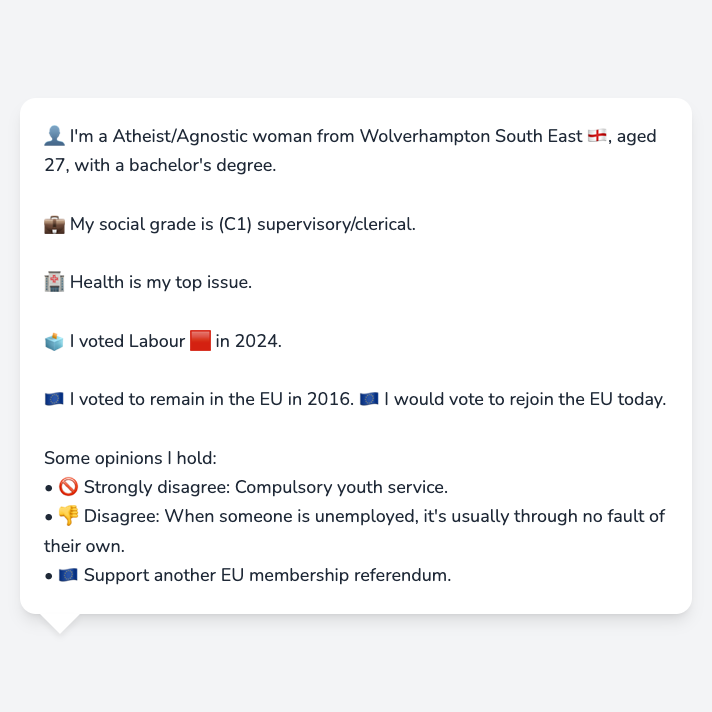 👤 I'm a Atheist/Agnostic woman from Wolverhampton South East 🏴󠁧󠁢󠁥󠁮󠁧󠁿, aged
27, with a bachelor's degree.
💼 My social grade is (C1) supervisory/clerical.
🏥 Health is my top issue.
🗳️ I voted Labour 🟥 in 2024.
🇪🇺 I voted to remain in the EU in 2016. 🇪🇺 I would vote to rejoin the EU today.
Some opinions I hold:
• 🚫 Strongly disagree: Compulsory youth service.
• 👎 Disagree: When someone is unemployed, it's usually through no fault of
their own.
• 🇪🇺 Support another EU membership referendum.